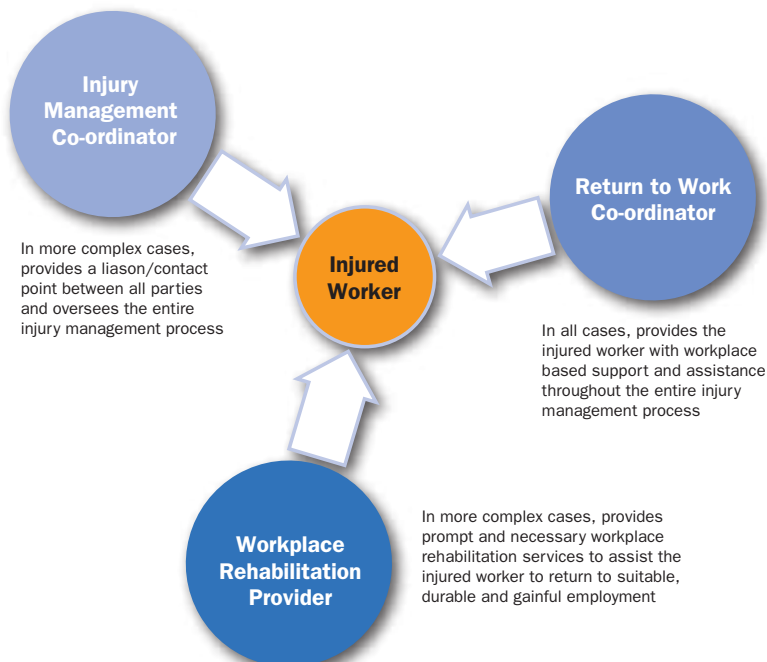 Injury
Management
Co-ordinator
In more complex cases,
provides a liason/contact
point between all parties
and oversees the entire
injury management process
Injured
Worker
Return to Work
Co-ordinator
In all cases, provides the
injured worker with workplace
based support and assistance
throughout the entire injury
management process
Workplace
Rehabilitation
Provider
In more complex cases, provides
prompt and necessary workplace
rehabilitation services to assist the
injured worker to return to suitable,
durable and gainful employment